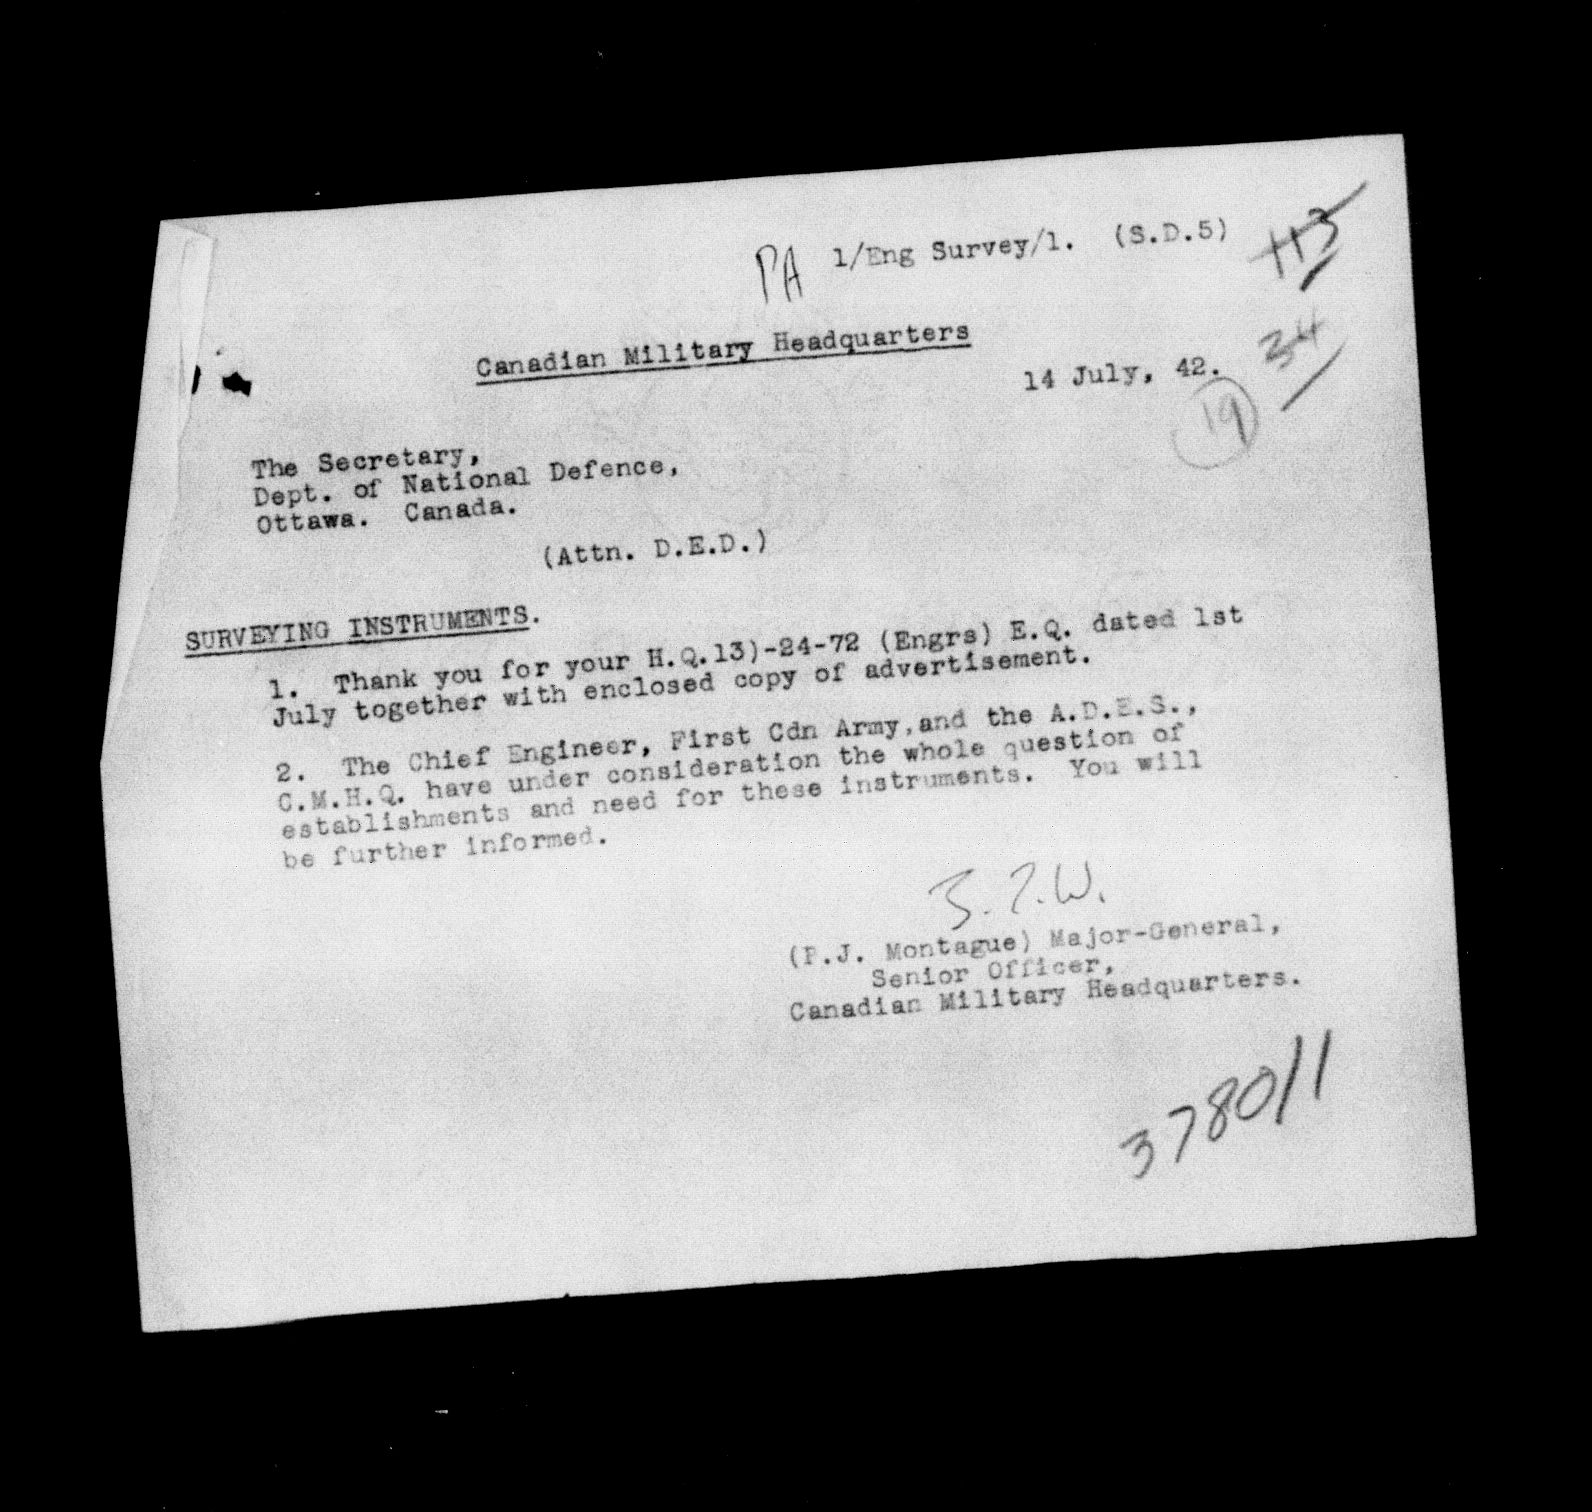 PA 1/Eng Survey/1. (S.D.5)
113
Canadian Military Headquarters
34
14 July, 42.
19
The Secretary,
Dept. of National Defence,
Ottawa. Canada.
(Attn. D.E.D.)
SURVEYING INSTRUMENTS.
1. Thank you for your H.Q.13)-24-72 (Engrs) E.Q. dated 1st
July together with enclosed copy of advertisement.
2. The Chief Engineer, First Cdn Army,and the A.D.E.S.,
C.M.H.Q. have under consideration the whole question of
establishments and need for these instruments. You will
be further informed.
(P.J. Montague) Major-General,
Senior Officer,
Canadian Military Headquarters.
3780/1